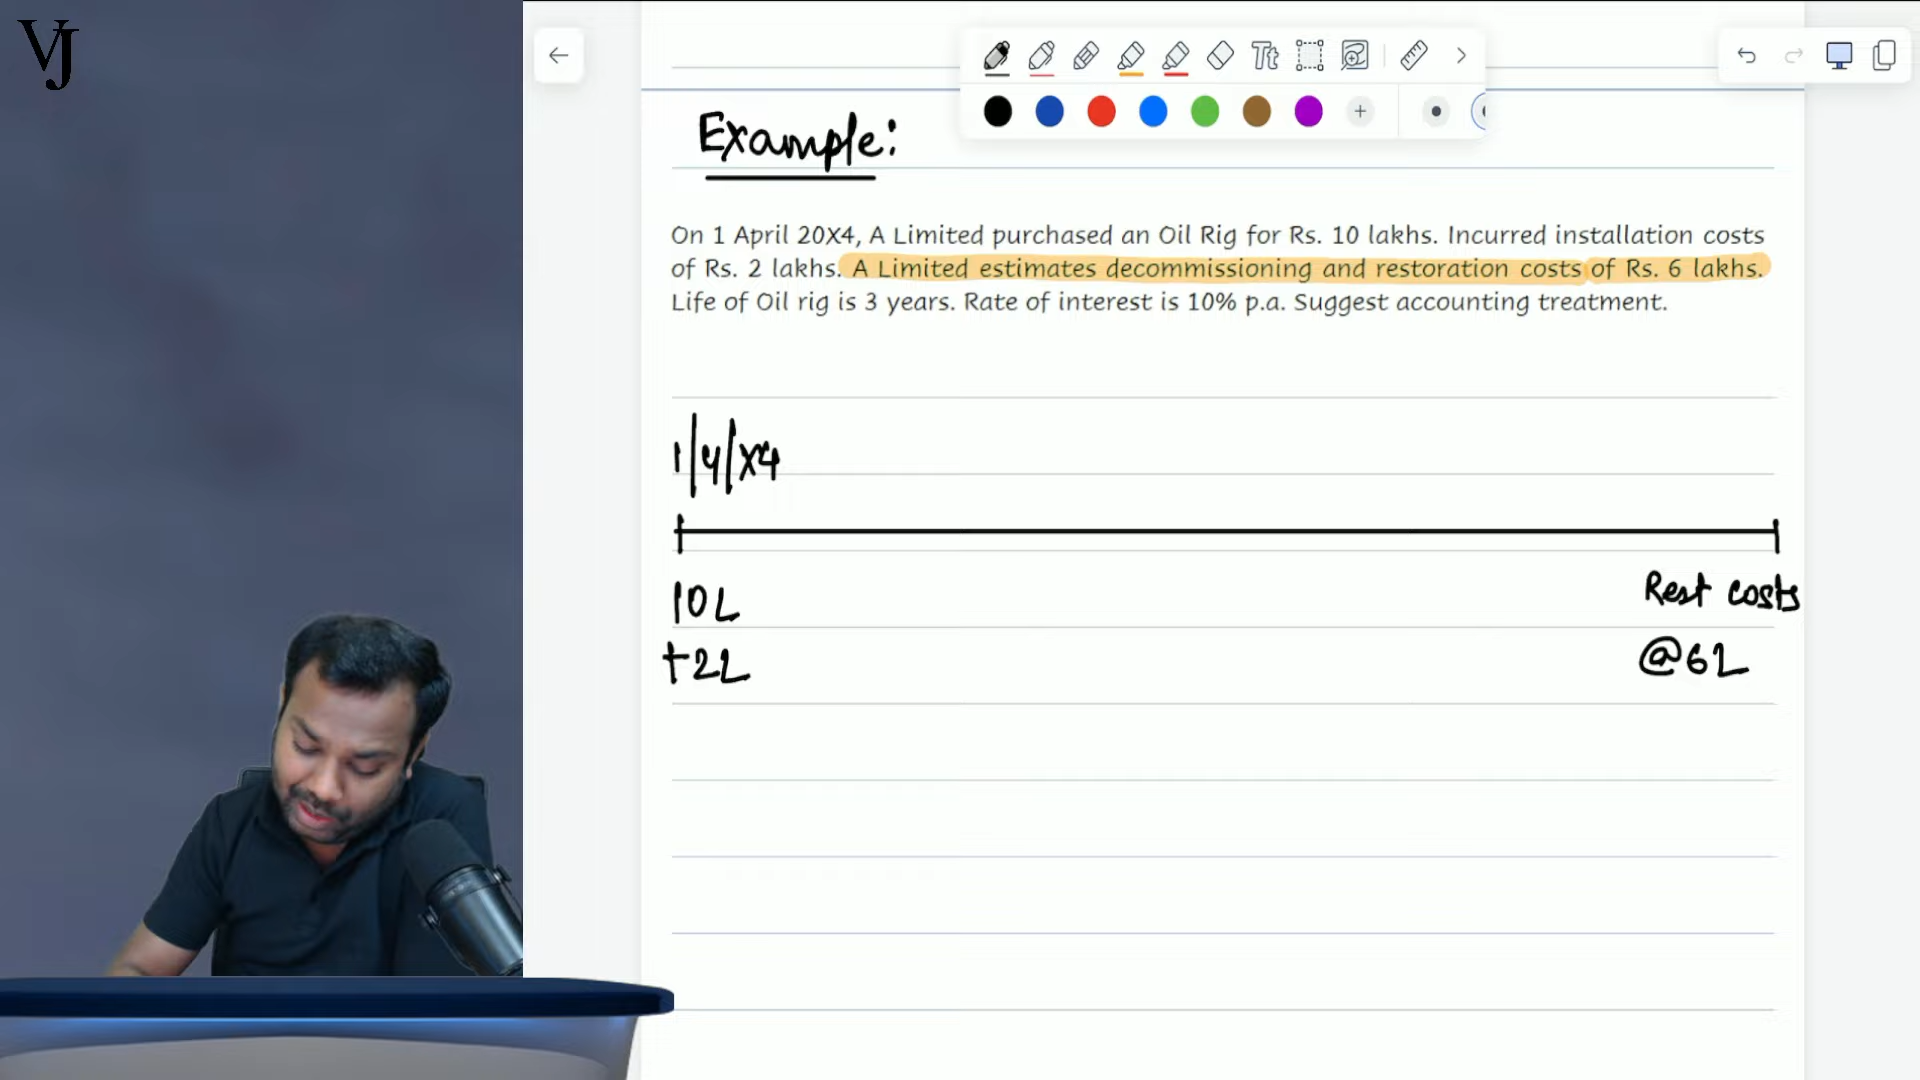 VJ
Tt
Example:
On 1 April 20X4, A Limited purchased an Oil Rig for Rs. 10 lakhs. Incurred installation costs
of Rs. 2 lakhs. A Limited estimates decommissioning and restoration costs of Rs. 6 lakhs.
Life of Oil rig is 3 years. Rate of interest is 10% p.a. Suggest accounting treatment.
1/4/X4
10L
Rest costs
+2L
@6L